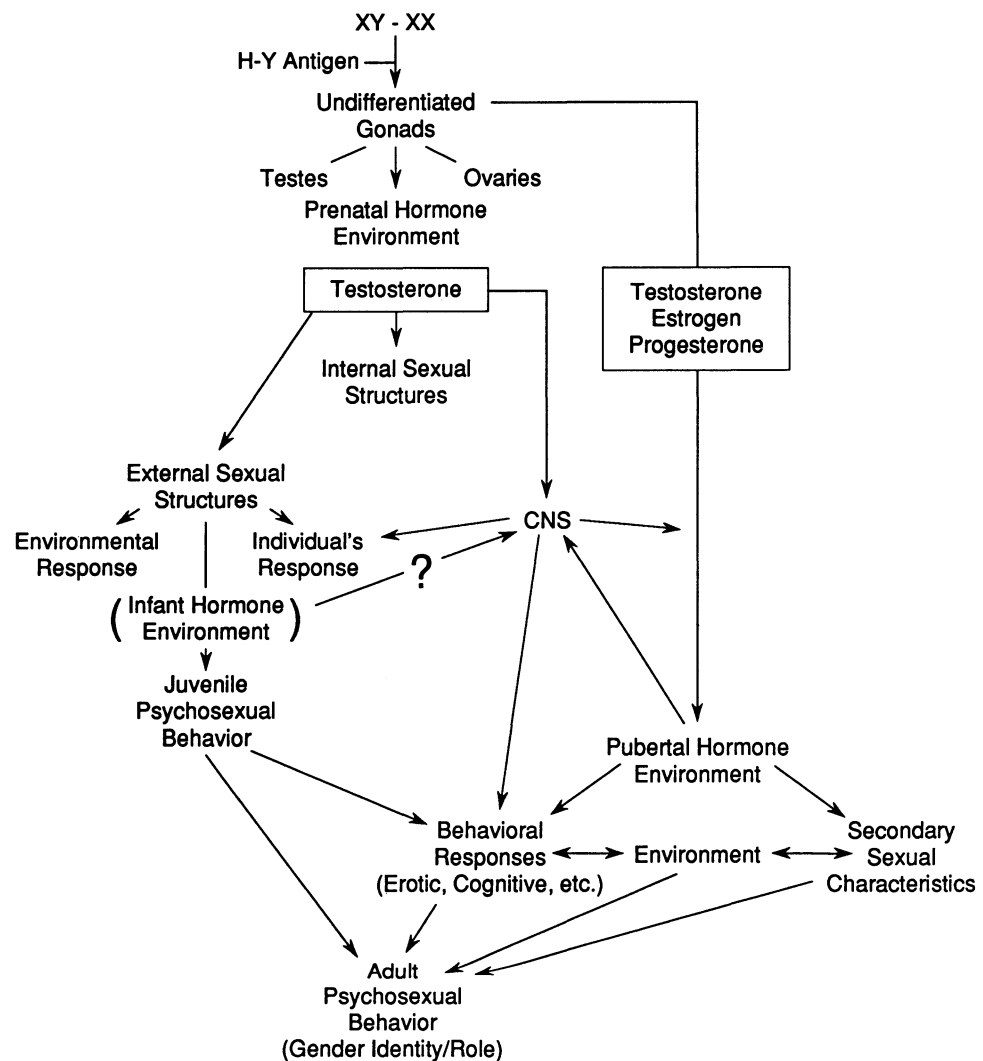 XY - XX
H-Y Antigen
Undifferentiated
Gonads
Testes
Ovaries
Prenatal Hormone
Environment
Testosterone
Testosterone
Estrogen
Progesterone
Internal Sexual
Structures
External Sexual
Structures
Environmental
Response
Individual's
Response
CNS
?
( Infant Hormone
Environment )
Juvenile
Psychosexual
Behavior
Pubertal Hormone
Environment
Behavioral
Responses
(Erotic, Cognitive, etc.)
Environment
Secondary
Sexual
Characteristics
Adult
Psychosexual
Behavior
(Gender Identity/Role)